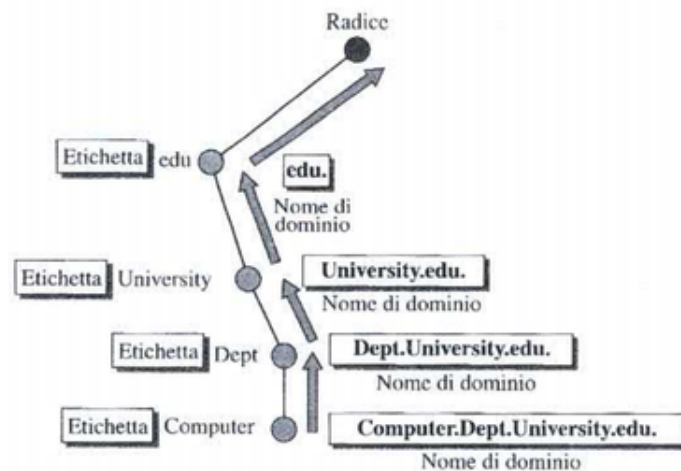 Radice
Etichetta edu
edu.
Nome di
dominio
Etichetta University
University.edu.
Nome di dominio
Etichetta Dept
Dept.University.edu.
Nome di dominio
Etichetta Computer
Computer.Dept.University.edu.
Nome di dominio